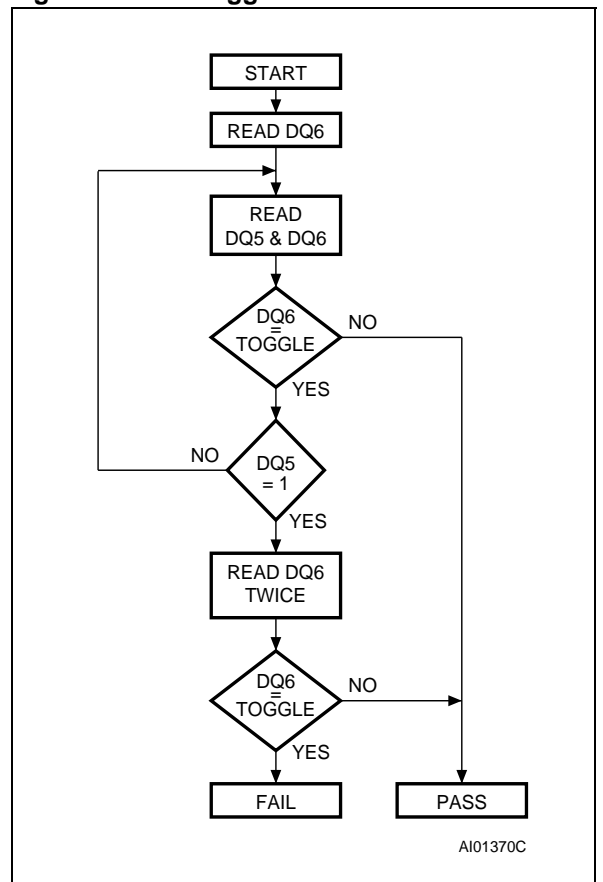 START
READ DQ6
READ
DQ5 & DQ6
DQ6
=
TOGGLE
NO
YES
NO
DQ5
= 1
YES
READ DQ6
TWICE
DQ6
=
TOGGLE
NO
YES
FAIL
PASS
AI01370C